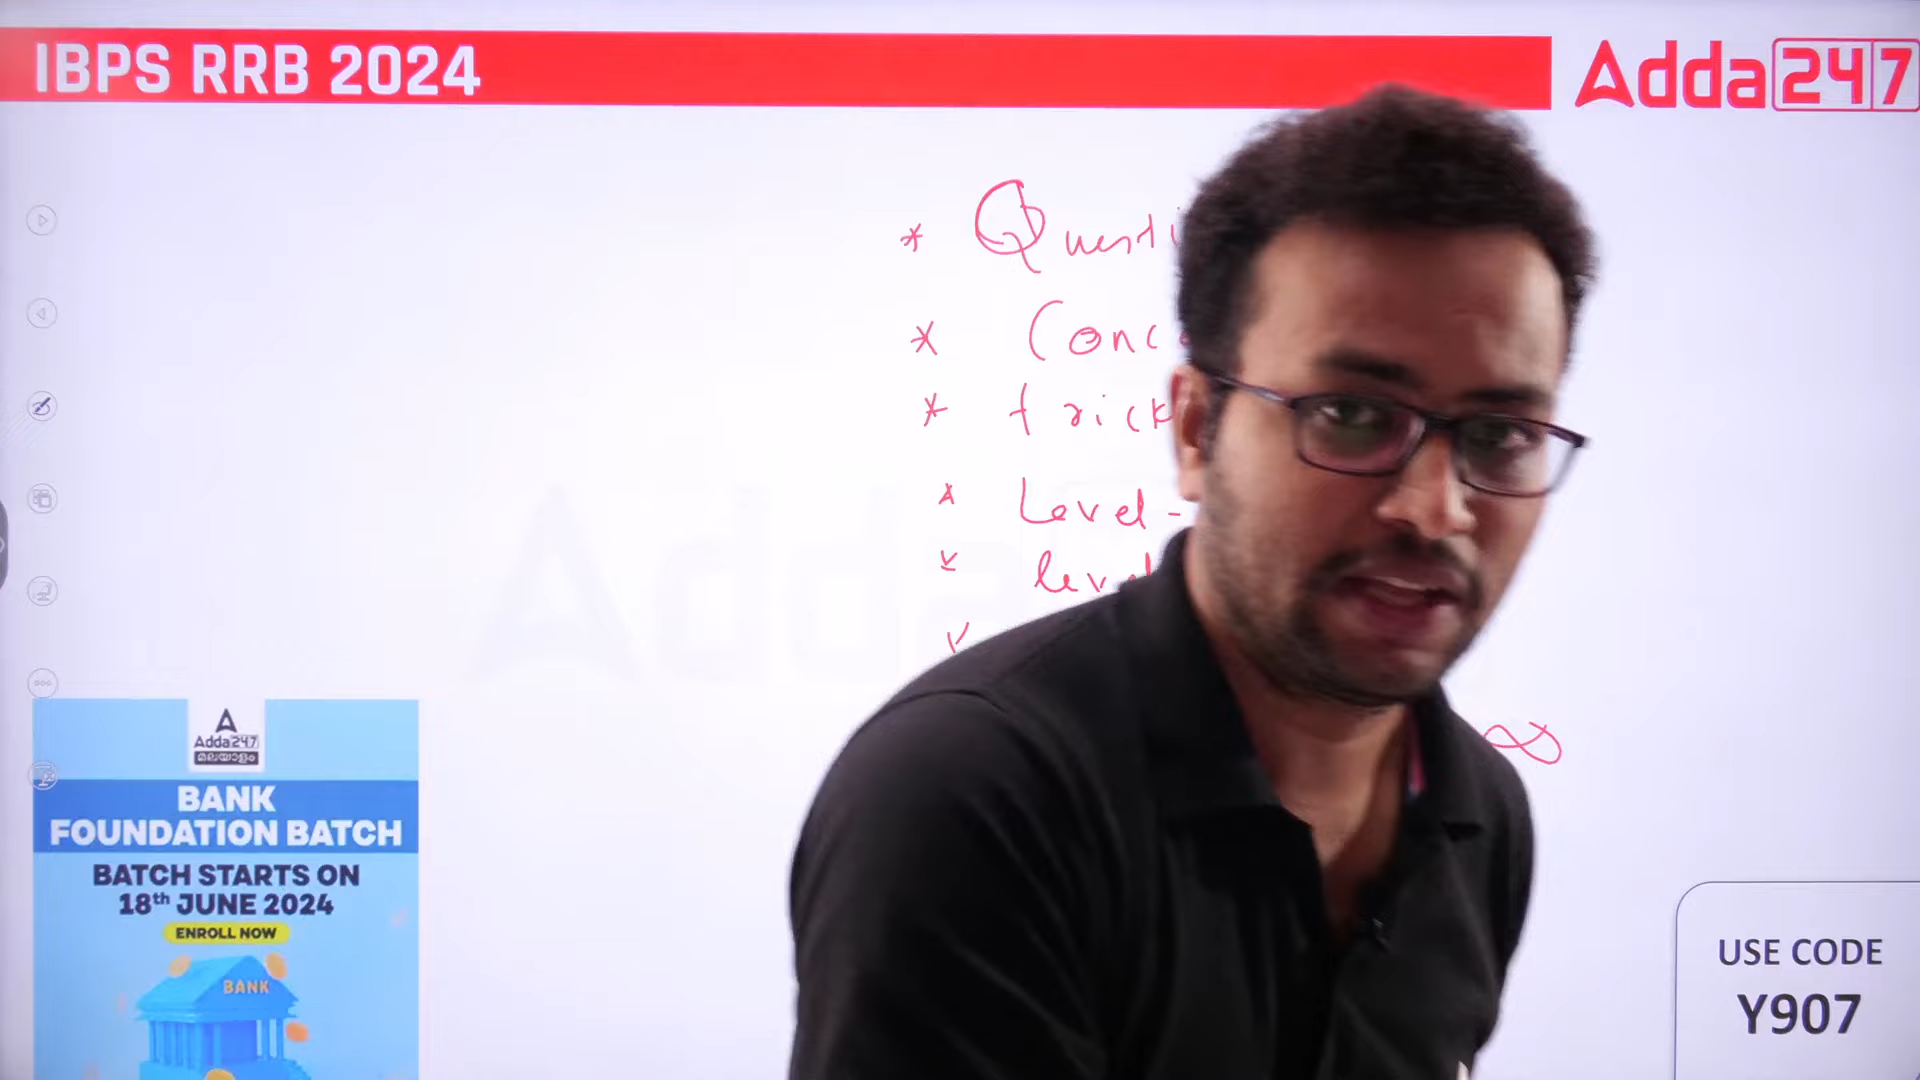 IBPS RRB 2024
Adda247
* Questi
* Conc
* trick
* Level-
* level
Adda247
മലയാളം
BANK
FOUNDATION BATCH
BATCH STARTS ON
18th JUNE 2024
ENROLL NOW
BANK
USE CODE
Y907